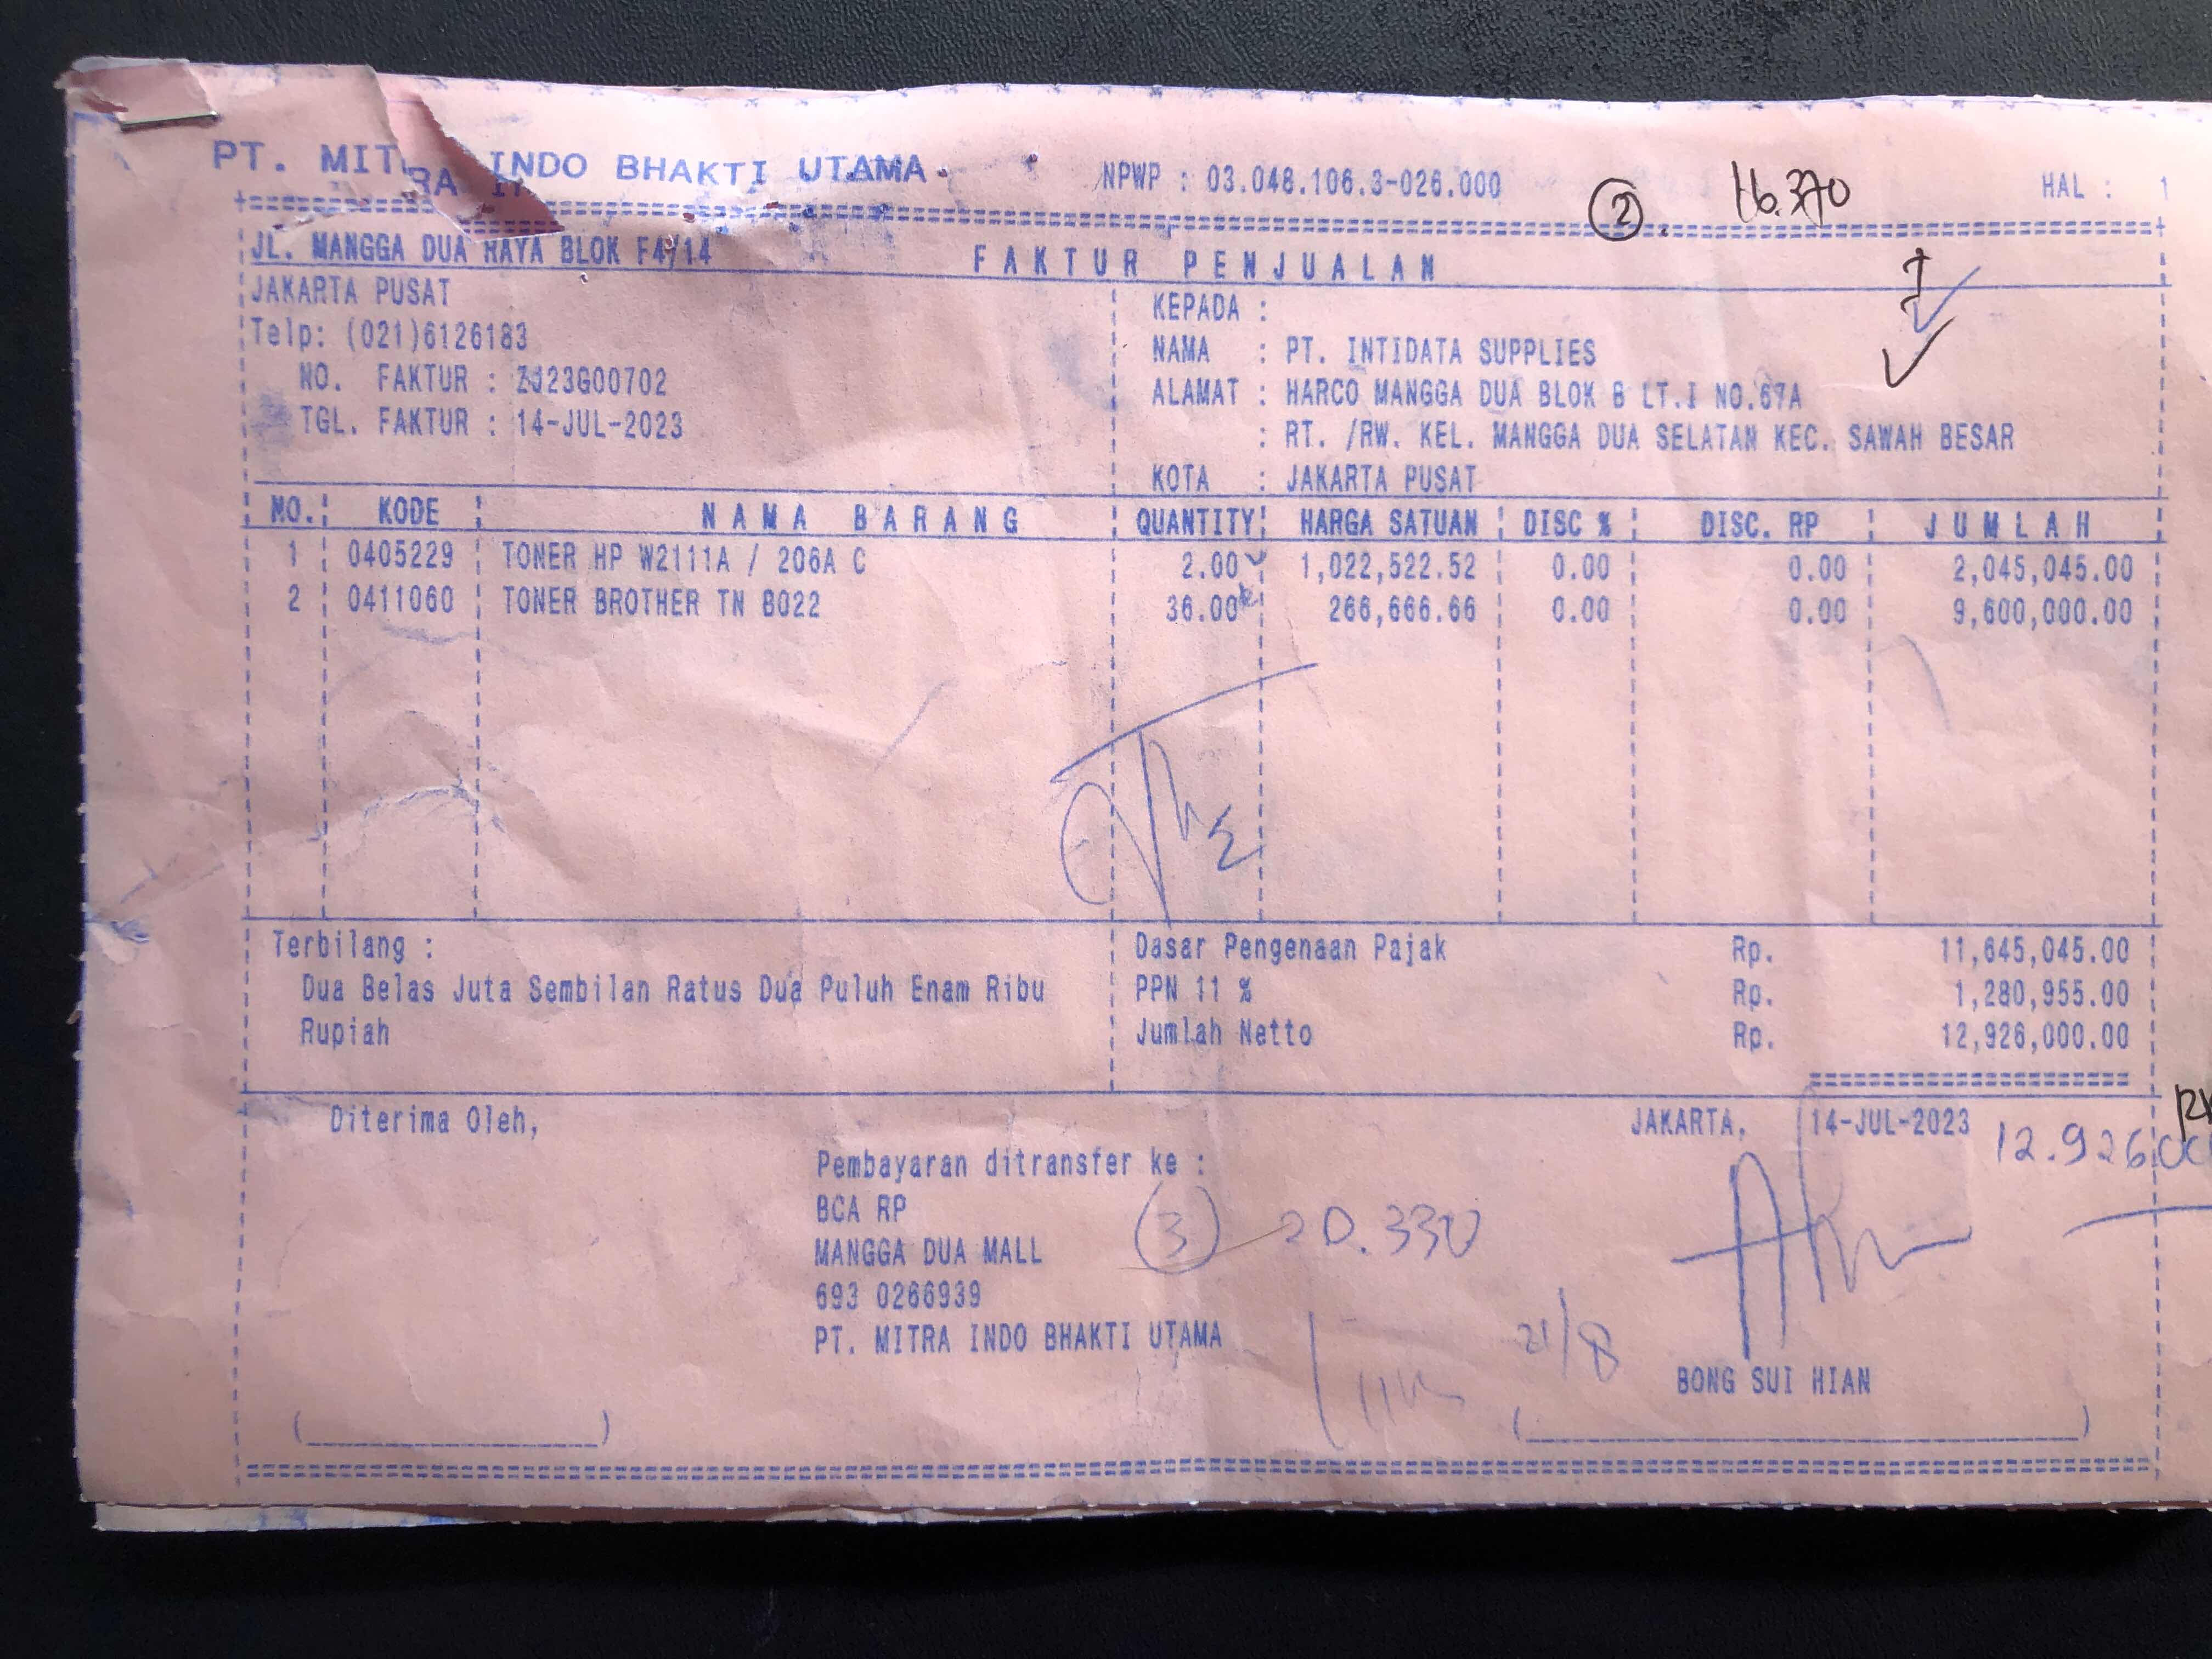 PT. MITRA INDO BHAKTI UTAMA
NPWP : 03.048.106.3-026.000
② 16.370
HAL : 1
JL. MANGGA DUA RAYA BLOK F4/14
FAKTUR PENJUALAN
JAKARTA PUSAT
Telp: (021)6126183
NO. FAKTUR : ZJ23G00702
TGL. FAKTUR : 14-JUL-2023
KEPADA :
NAMA : PT. INTIDATA SUPPLIES
ALAMAT : HARCO MANGGA DUA BLOK B LT.I NO.67A
: RT. /RW. KEL. MANGGA DUA SELATAN KEC. SAWAH BESAR
KOTA : JAKARTA PUSAT
NO. KODE NAMA BARANG QUANTITY HARGA SATUAN DISC % DISC. RP JUMLAH
1 0405229 TONER HP W2111A / 206A C 2.00 1,022,522.52 0.00 0.00 2,045,045.00
2 0411060 TONER BROTHER TN B022 36.00 266,666.66 0.00 0.00 9,600,000.00
Terbilang :
Dua Belas Juta Sembilan Ratus Dua Puluh Enam Ribu
Rupiah
Dasar Pengenaan Pajak Rp. 11,645,045.00
PPN 11 % Rp. 1,280,955.00
Jumlah Netto Rp. 12,926,000.00
Diterima Oleh,
Pembayaran ditransfer ke :
BCA RP
MANGGA DUA MALL
693 0266939
PT. MITRA INDO BHAKTI UTAMA
③ 20.330
21/8
JAKARTA, 14-JUL-2023
12.926.00
BONG SUI HIAN
(____________________) (____________________)